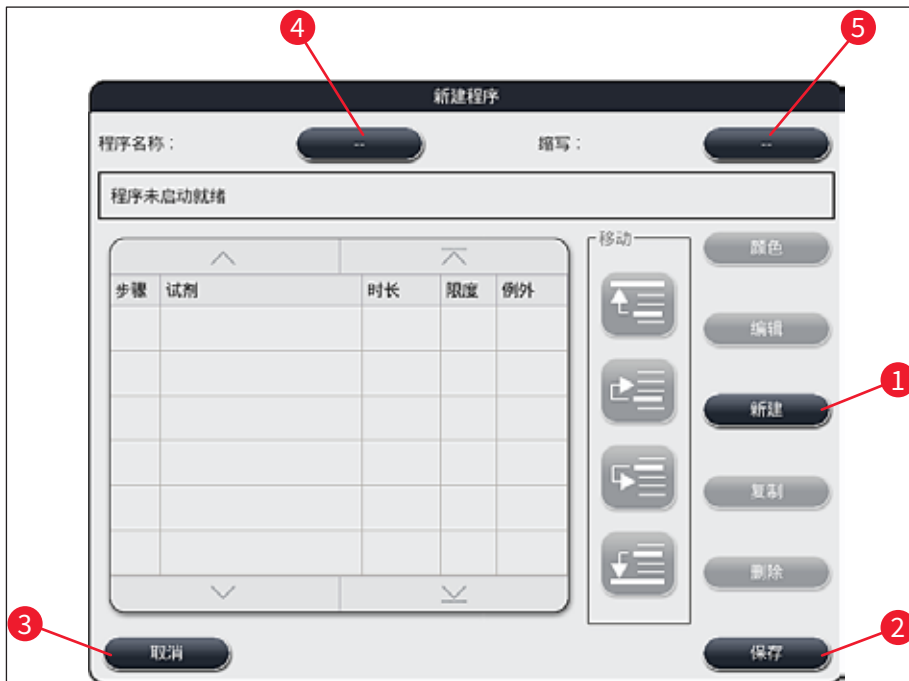 4
5
新建程序
程序名称：
--
缩写：
--
程序未启动就绪
移动
颜色
步骤 试剂 时长 限度 例外
编辑
1
新建
复制
删除
3
取消
2
保存